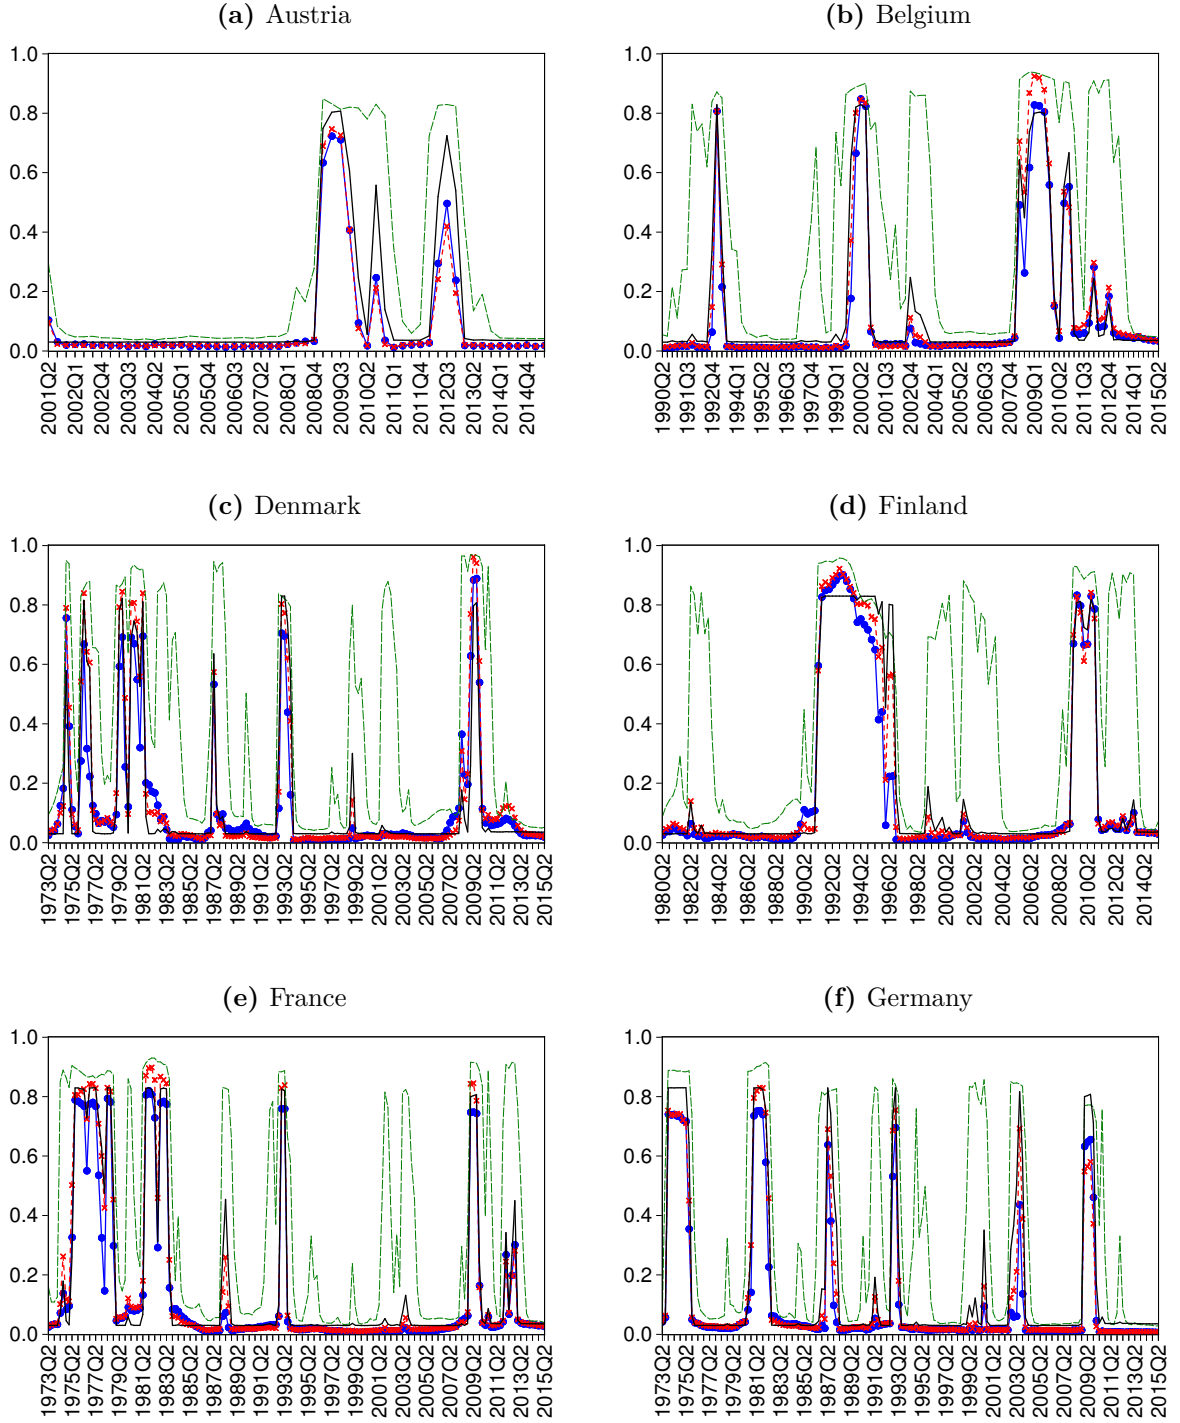 (a) Austria
1.0
0.8
0.6
0.4
0.2
0.0
2001Q2
2002Q1
2002Q4
2003Q3
2004Q2
2005Q1
2005Q4
2006Q3
2007Q2
2008Q1
2008Q4
2009Q3
2010Q2
2011Q1
2011Q4
2012Q3
2013Q2
2014Q1
2014Q4
(b) Belgium
1.0
0.8
0.6
0.4
0.2
0.0
1990Q2
1991Q3
1992Q4
1994Q1
1995Q2
1996Q3
1997Q4
1999Q1
2000Q2
2001Q3
2002Q4
2004Q1
2005Q2
2006Q3
2007Q4
2009Q1
2010Q2
2011Q3
2012Q4
2014Q1
2015Q2
(c) Denmark
1.0
0.8
0.6
0.4
0.2
0.0
1973Q2
1975Q2
1977Q2
1979Q2
1981Q2
1983Q2
1985Q2
1987Q2
1989Q2
1991Q2
1993Q2
1995Q2
1997Q2
1999Q2
2001Q2
2003Q2
2005Q2
2007Q2
2009Q2
2011Q2
2013Q2
2015Q2
(d) Finland
1.0
0.8
0.6
0.4
0.2
0.0
1980Q2
1982Q2
1984Q2
1986Q2
1988Q2
1990Q2
1992Q2
1994Q2
1996Q2
1998Q2
2000Q2
2002Q2
2004Q2
2006Q2
2008Q2
2010Q2
2012Q2
2014Q2
(e) France
1.0
0.8
0.6
0.4
0.2
0.0
1973Q2
1975Q2
1977Q2
1979Q2
1981Q2
1983Q2
1985Q2
1987Q2
1989Q2
1991Q2
1993Q2
1995Q2
1997Q2
1999Q2
2001Q2
2003Q2
2005Q2
2007Q2
2009Q2
2011Q2
2013Q2
2015Q2
(f) Germany
1.0
0.8
0.6
0.4
0.2
0.0
1973Q2
1975Q2
1977Q2
1979Q2
1981Q2
1983Q2
1985Q2
1987Q2
1989Q2
1991Q2
1993Q2
1995Q2
1997Q2
1999Q2
2001Q2
2003Q2
2005Q2
2007Q2
2009Q2
2011Q2
2013Q2
2015Q2